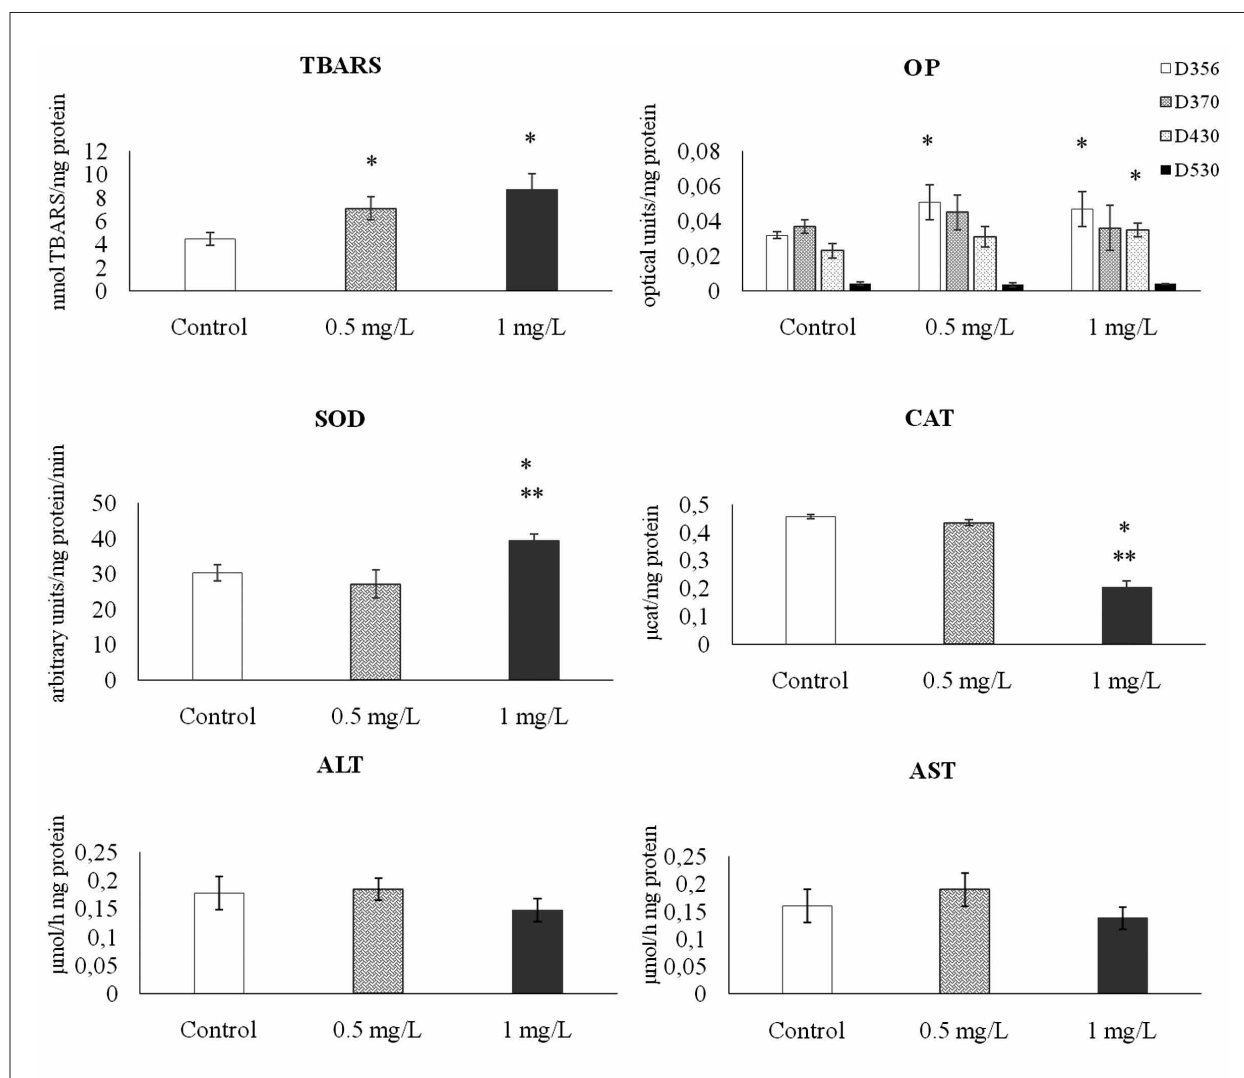 TBARS
nmol TBARS/mg protein
12
10
8
6
4
2
0
*
*
Control 0.5 mg/L 1 mg/L
OP
D356
D370
D430
D530
optical units/mg protein
0,08
0,06
0,04
0,02
0
*
*
*
Control 0.5 mg/L 1 mg/L
SOD
arbitrary units/mg protein/min
50
40
30
20
10
0
*
**
Control 0.5 mg/L 1 mg/L
CAT
µcat/mg protein
0,5
0,4
0,3
0,2
0,1
0
*
**
Control 0.5 mg/L 1 mg/L
ALT
µmol/h mg protein
0,25
0,2
0,15
0,1
0,05
0
Control 0.5 mg/L 1 mg/L
AST
µmol/h mg protein
0,25
0,2
0,15
0,1
0,05
0
Control 0.5 mg/L 1 mg/L